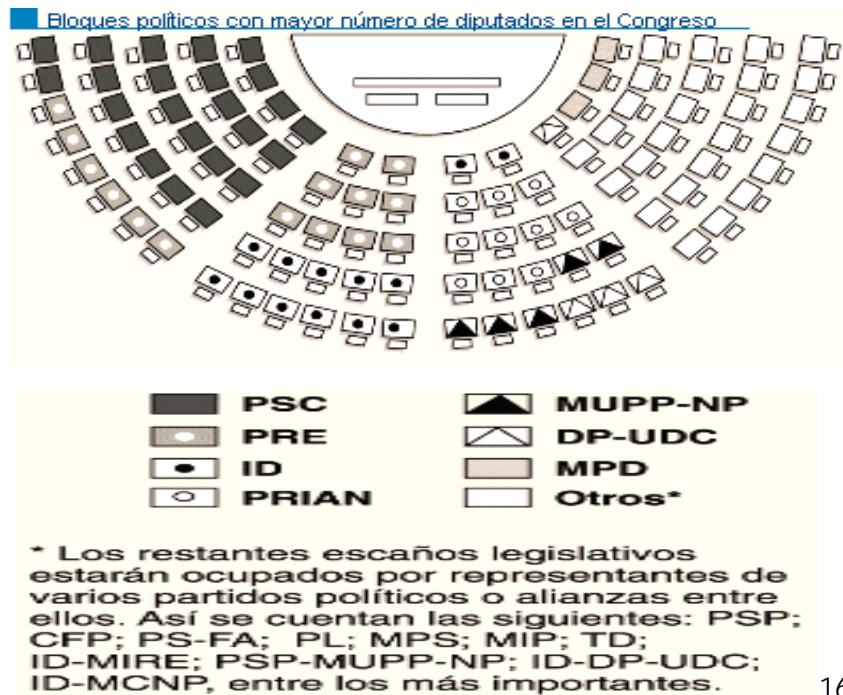 Bloques políticos con mayor número de diputados en el Congreso
PSC
PRE
ID
PRIAN
MUPP-NP
DP-UDC
MPD
Otros*
* Los restantes escaños legislativos
estarán ocupados por representantes de
varios partidos políticos o alianzas entre
ellos. Así se cuentan las siguientes: PSP;
CFP; PS-FA; PL; MPS; MIP; TD;
ID-MIRE; PSP-MUPP-NP; ID-DP-UDC;
ID-MCNP, entre los más importantes.
16